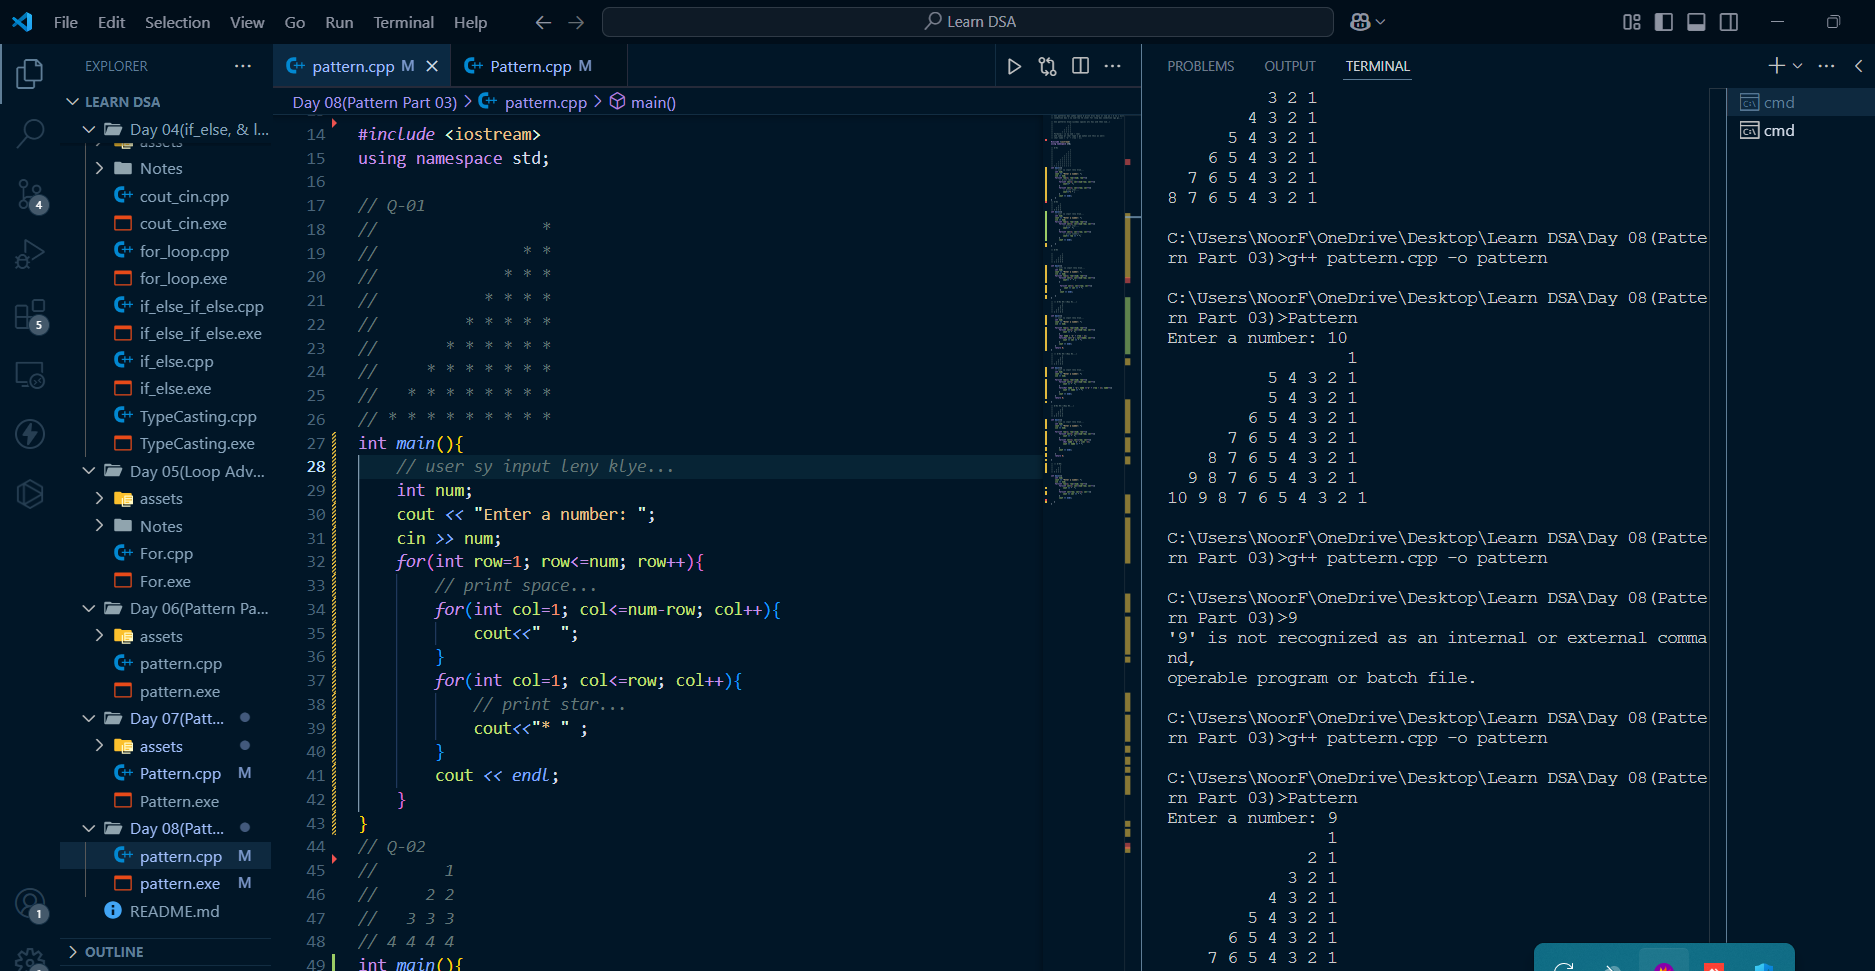 File Edit Selection View Go Run Terminal Help
Learn DSA
EXPLORER
LEARN DSA
Day 04(if_else, & l...
assets
Notes
cout_cin.cpp
cout_cin.exe
for_loop.cpp
for_loop.exe
if_else_if_else.cpp
if_else_if_else.exe
if_else.cpp
if_else.exe
TypeCasting.cpp
TypeCasting.exe
Day 05(Loop Adv...
assets
Notes
For.cpp
For.exe
Day 06(Pattern Pa...
assets
pattern.cpp
pattern.exe
Day 07(Patt...
assets
Pattern.cpp M
Pattern.exe
Day 08(Patt...
pattern.cpp M
pattern.exe M
README.md
OUTLINE
4
5
1
pattern.cpp M
Pattern.cpp M
Day 08(Pattern Part 03) > pattern.cpp > main()
14 #include <iostream>
15 using namespace std;
16
17 // Q-01
18 // *
19 // * *
20 // * * *
21 // * * * *
22 // * * * * *
23 // * * * * * *
24 // * * * * * * *
25 // * * * * * * * *
26 // * * * * * * * * *
27 int main(){
28 // user sy input leny klye...
29 int num;
30 cout << "Enter a number: ";
31 cin >> num;
32 for(int row=1; row<=num; row++){
33 // print space...
34 for(int col=1; col<=num-row; col++){
35 cout<<"  ";
36 }
37 for(int col=1; col<=row; col++){
38 // print star...
39 cout<<"* " ;
40 }
41 cout << endl;
42 }
43 }
44 // Q-02
45 // 1
46 // 2 2
47 // 3 3 3
48 // 4 4 4 4
49 int main(){
PROBLEMS OUTPUT TERMINAL
3 2 1
4 3 2 1
5 4 3 2 1
6 5 4 3 2 1
7 6 5 4 3 2 1
8 7 6 5 4 3 2 1
C:\Users\NoorF\OneDrive\Desktop\Learn DSA\Day 08(Patte
rn Part 03)>g++ pattern.cpp -o pattern
C:\Users\NoorF\OneDrive\Desktop\Learn DSA\Day 08(Patte
rn Part 03)>Pattern
Enter a number: 10
1
5 4 3 2 1
5 4 3 2 1
6 5 4 3 2 1
7 6 5 4 3 2 1
8 7 6 5 4 3 2 1
9 8 7 6 5 4 3 2 1
10 9 8 7 6 5 4 3 2 1
C:\Users\NoorF\OneDrive\Desktop\Learn DSA\Day 08(Patte
rn Part 03)>g++ pattern.cpp -o pattern
C:\Users\NoorF\OneDrive\Desktop\Learn DSA\Day 08(Patte
rn Part 03)>9
'9' is not recognized as an internal or external comma
nd,
operable program or batch file.
C:\Users\NoorF\OneDrive\Desktop\Learn DSA\Day 08(Patte
rn Part 03)>g++ pattern.cpp -o pattern
C:\Users\NoorF\OneDrive\Desktop\Learn DSA\Day 08(Patte
rn Part 03)>Pattern
Enter a number: 9
1
2 1
3 2 1
4 3 2 1
5 4 3 2 1
6 5 4 3 2 1
7 6 5 4 3 2 1
cmd
cmd